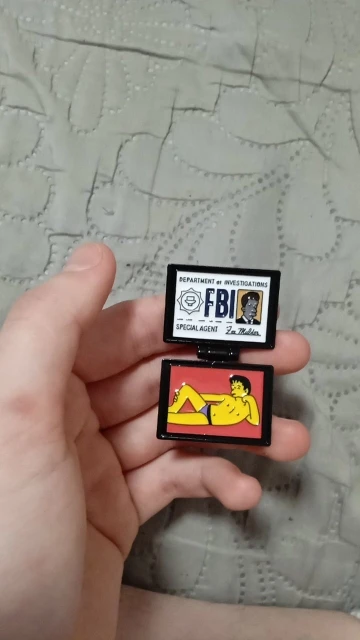 DEPARTMENT of INVESTIGATIONS
FBI
SPECIAL AGENT Fox Mulder